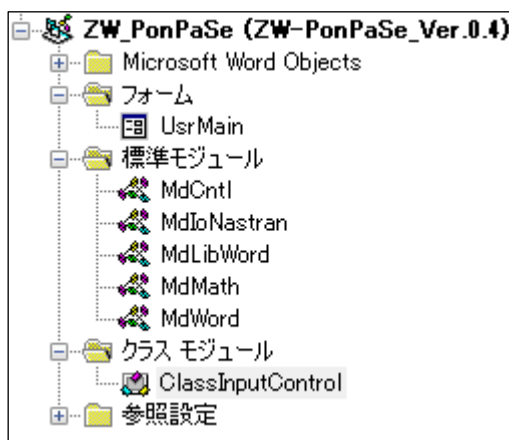 ZW_PonPaSe (ZW-PonPaSe_Ver.0.4)
Microsoft Word Objects
フォーム
UsrMain
標準モジュール
MdCntl
MdIoNastran
MdLibWord
MdMath
MdWord
クラス モジュール
ClassInputControl
参照設定